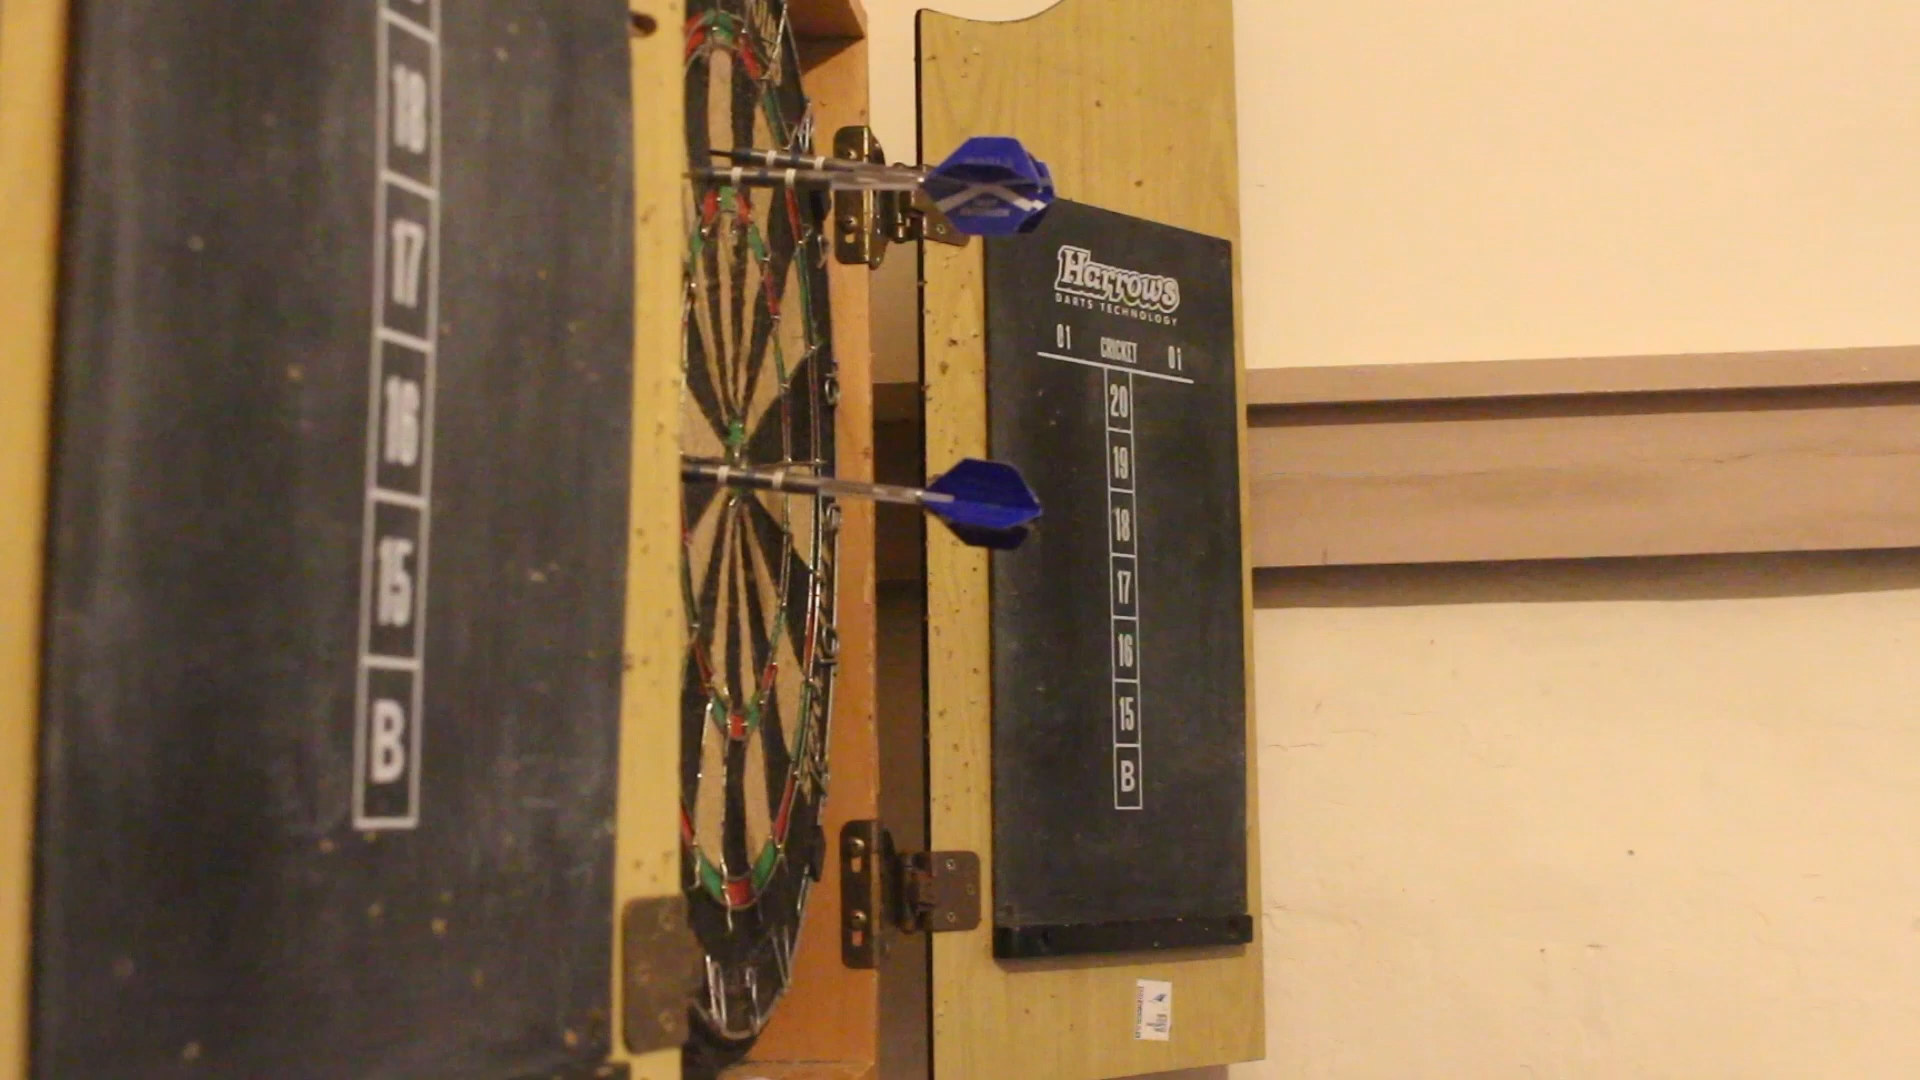 18
17
16
15
B
Harrows
DARTS TECHNOLOGY
01 CRICKET 01
20
19
18
17
16
15
B